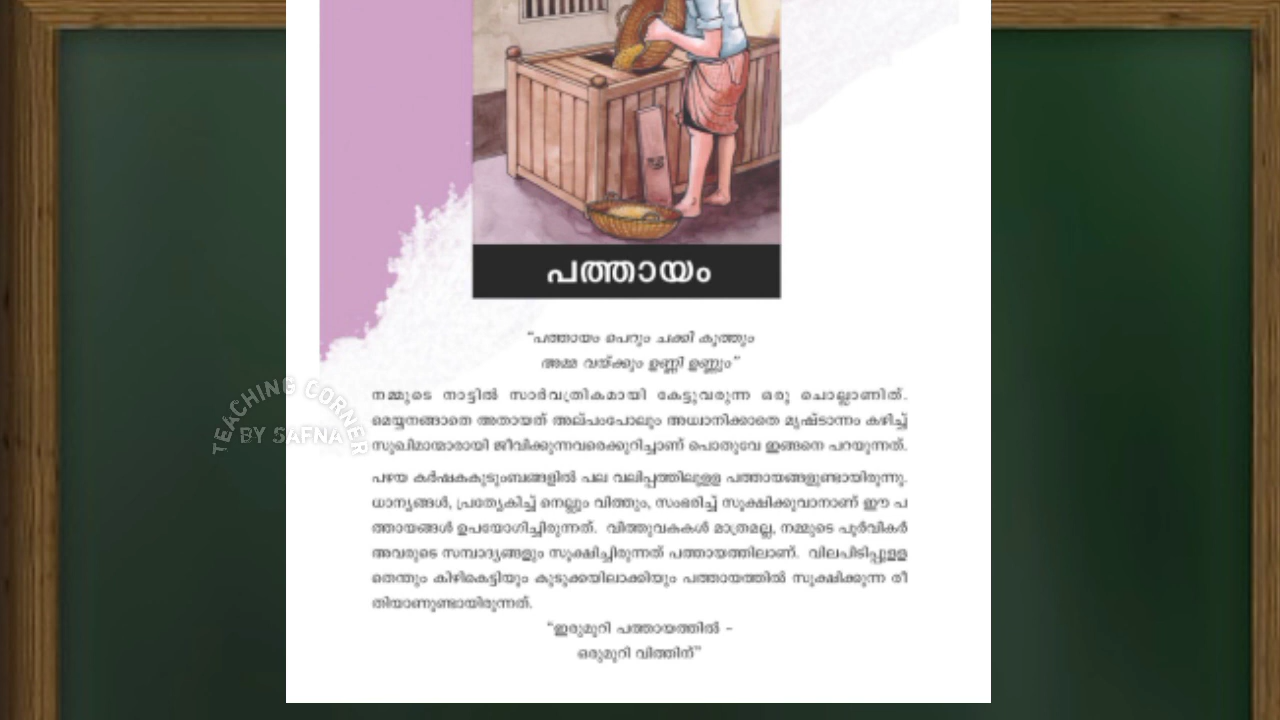 പത്തായം
“പത്തായം പെറും ചക്കി കുത്തും
അമ്മ വയ്ക്കും ഉണ്ണി ഉണ്ണും”
നമ്മുടെ നാട്ടിൽ സാർവത്രികമായി കേട്ടുവരുന്ന ഒരു ചൊല്ലാണിത്.
മെയ്യനങ്ങാതെ അതായത് അല്പംപോലും അധ്വാനിക്കാതെ മൃഷ്ടാന്നം കഴിച്ച്
സുഖിമാന്മാരായി ജീവിക്കുന്നവരെക്കുറിച്ചാണ് പൊതുവേ ഇങ്ങനെ പറയുന്നത്.
പഴയ കർഷകകുടുംബങ്ങളിൽ പല വലിപ്പത്തിലുള്ള പത്തായങ്ങളുണ്ടായിരുന്നു.
ധാന്യങ്ങൾ, പ്രത്യേകിച്ച് നെല്ലും വിത്തും, സംഭരിച്ച് സൂക്ഷിക്കുവാനാണ് ഈ പ
ത്തായങ്ങൾ ഉപയോഗിച്ചിരുന്നത്. വിത്തുവകകൾ മാത്രമല്ല, നമ്മുടെ പൂർവികർ
അവരുടെ സമ്പാദ്യങ്ങളും സൂക്ഷിച്ചിരുന്നത് പത്തായത്തിലാണ്. വിലപിടിപ്പുള്ള
തെന്തും കിഴികെട്ടിയും കുടുക്കയിലാക്കിയും പത്തായത്തിൽ സൂക്ഷിക്കുന്ന രീ
തിയാണുണ്ടായിരുന്നത്.
“ഇരുമുറി പത്തായത്തിൽ –
ഒരുമുറി വിത്തിന്”
TEACHING CORNER
BY SAFNA